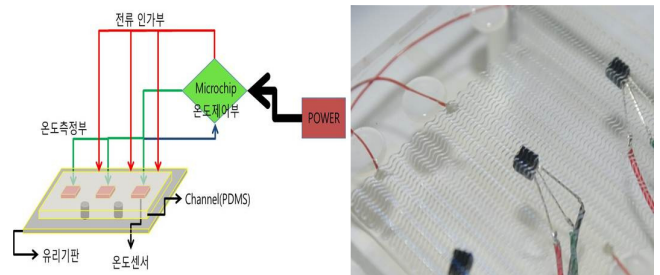 전류 인가부
Microchip
온도제어부
POWER
온도측정부
Channel(PDMS)
유리기판
온도센서